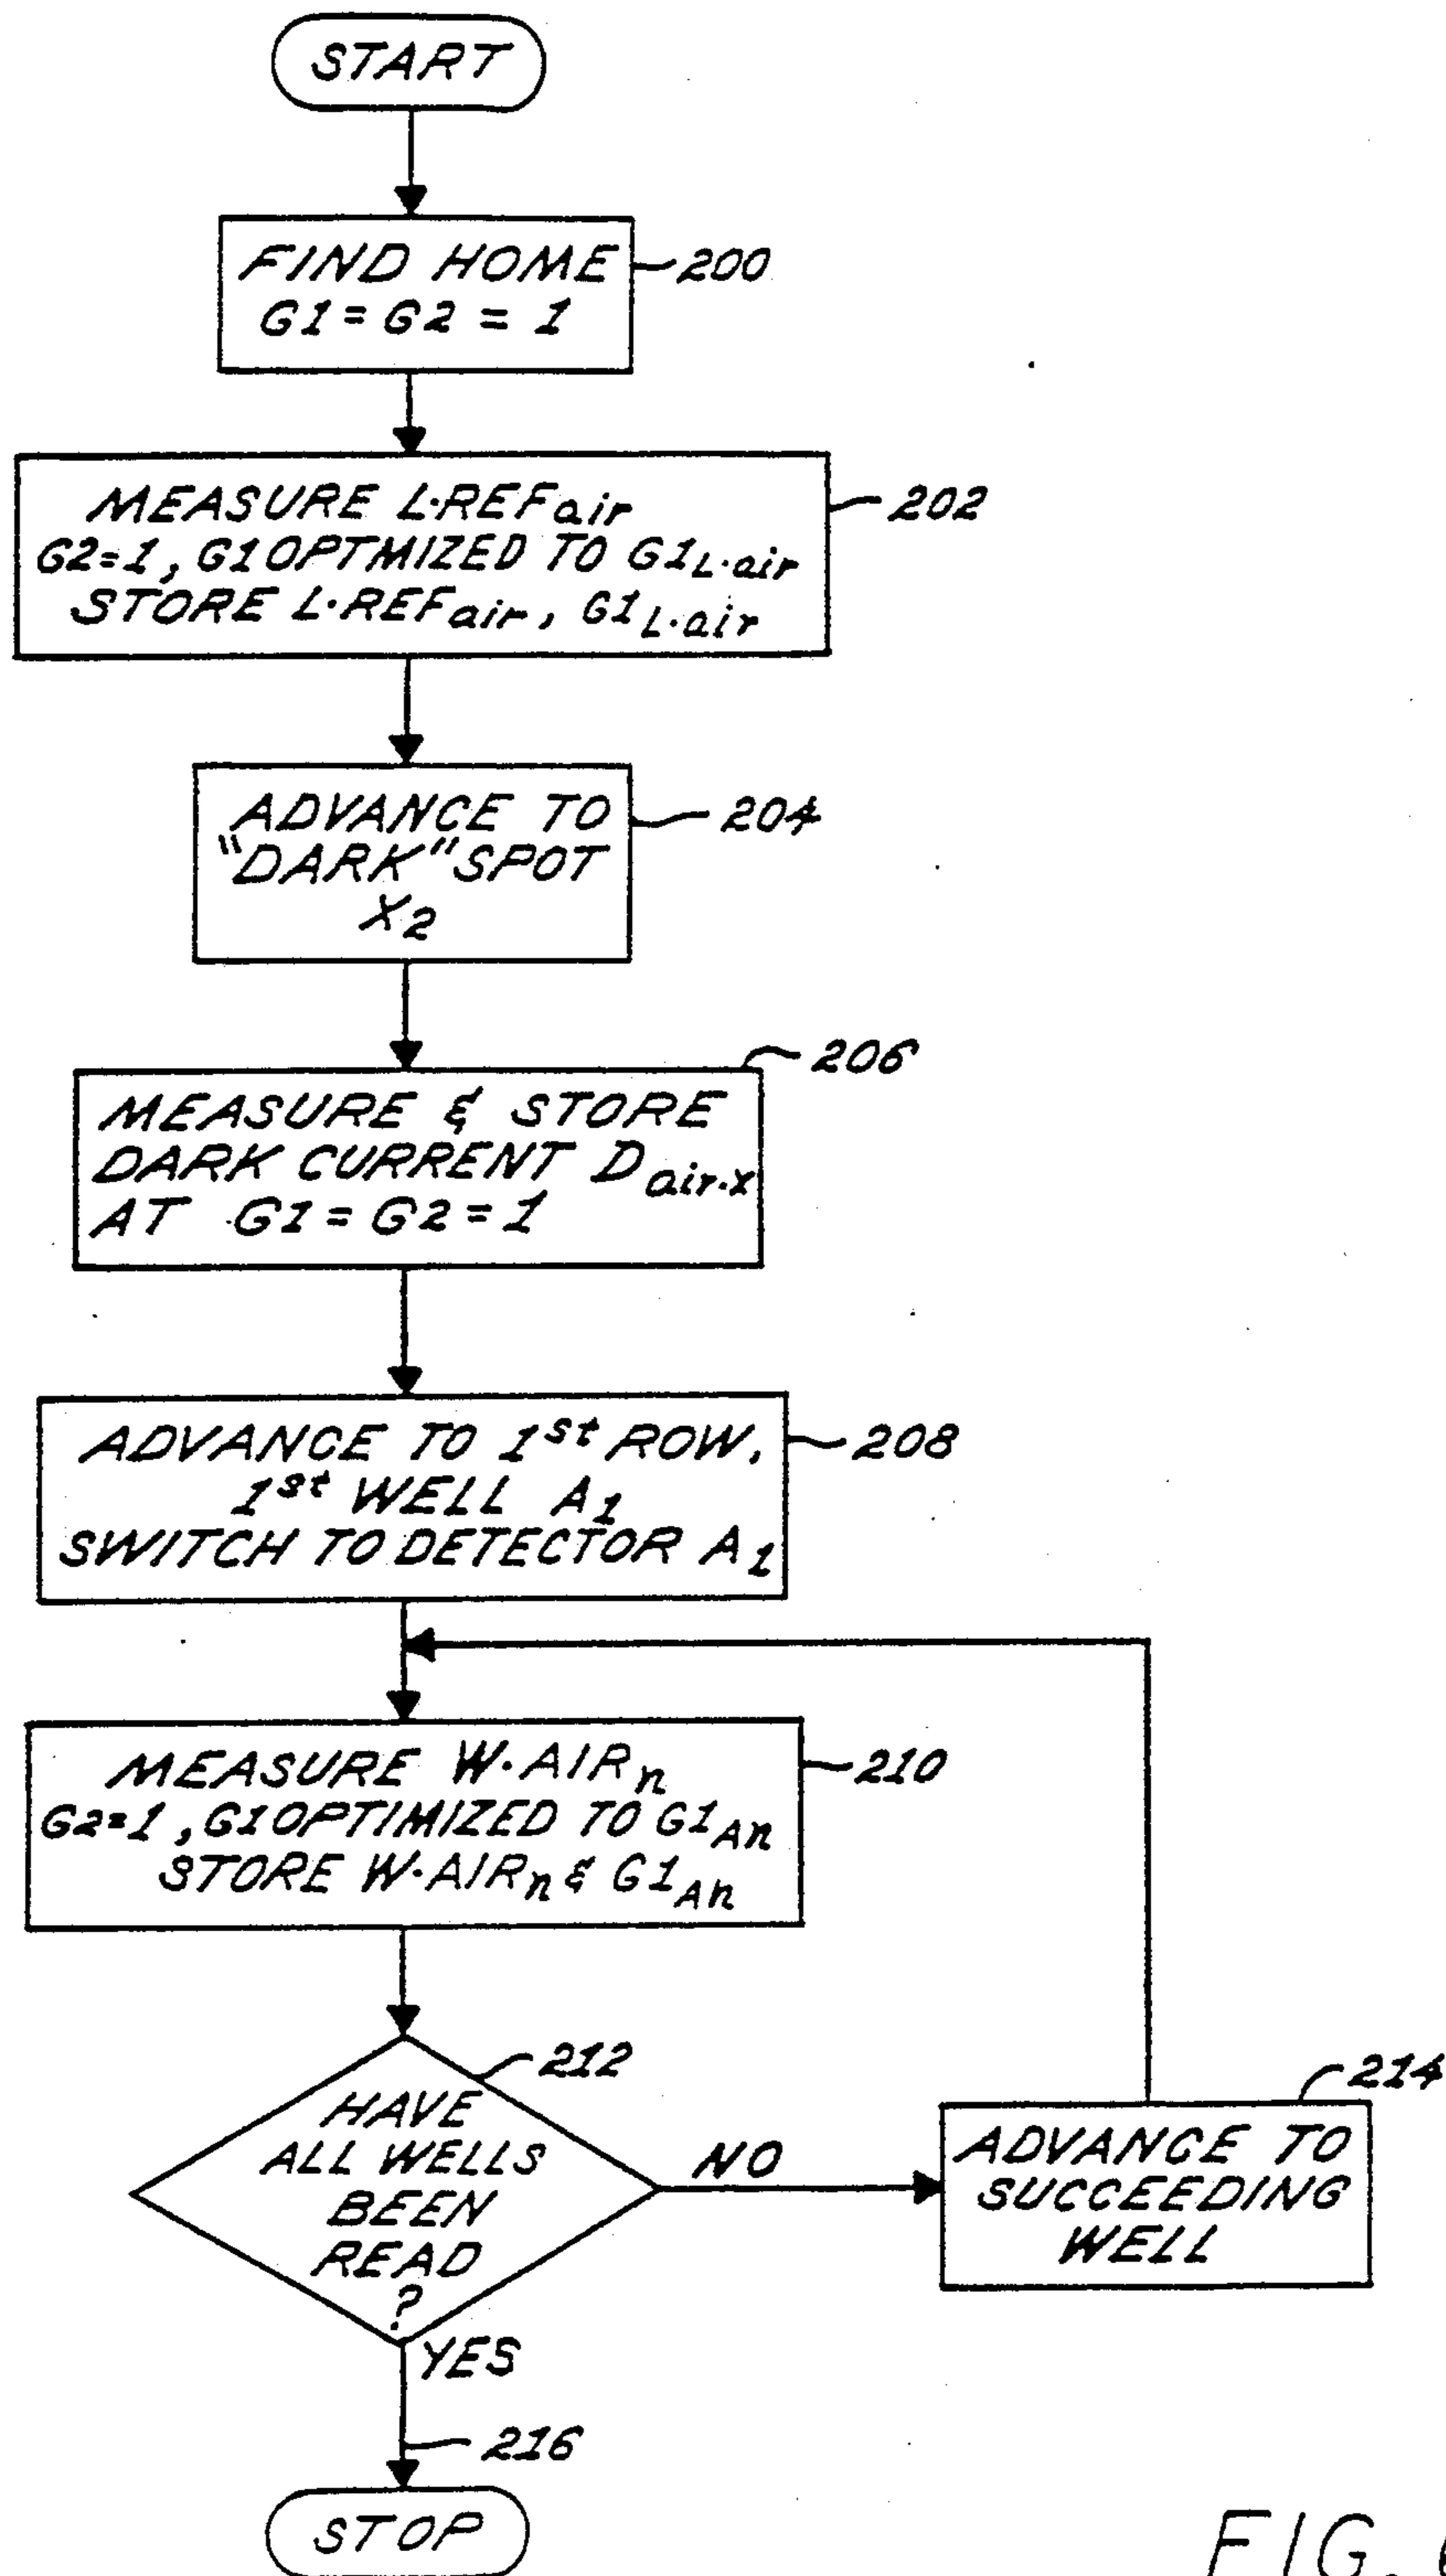 START
FIND HOME
G1 = G2 = 1
200
MEASURE L·REFair
G2=1, G1 OPTMIZED TO G1L·air
STORE L·REFair, G1L·air
202
ADVANCE TO
"DARK" SPOT
X2
204
206
MEASURE & STORE
DARK CURRENT Dair·x
AT G1 = G2 = 1
ADVANCE TO 1st ROW,
1st WELL A1
SWITCH TO DETECTOR A1
208
MEASURE W·AIRn
G2=1, G1 OPTIMIZED TO G1An
STORE W·AIRn & G1An
210
212
HAVE
ALL WELLS
BEEN
READ
?
NO
214
ADVANCE TO
SUCCEEDING
WELL
YES
216
STOP
FIG.